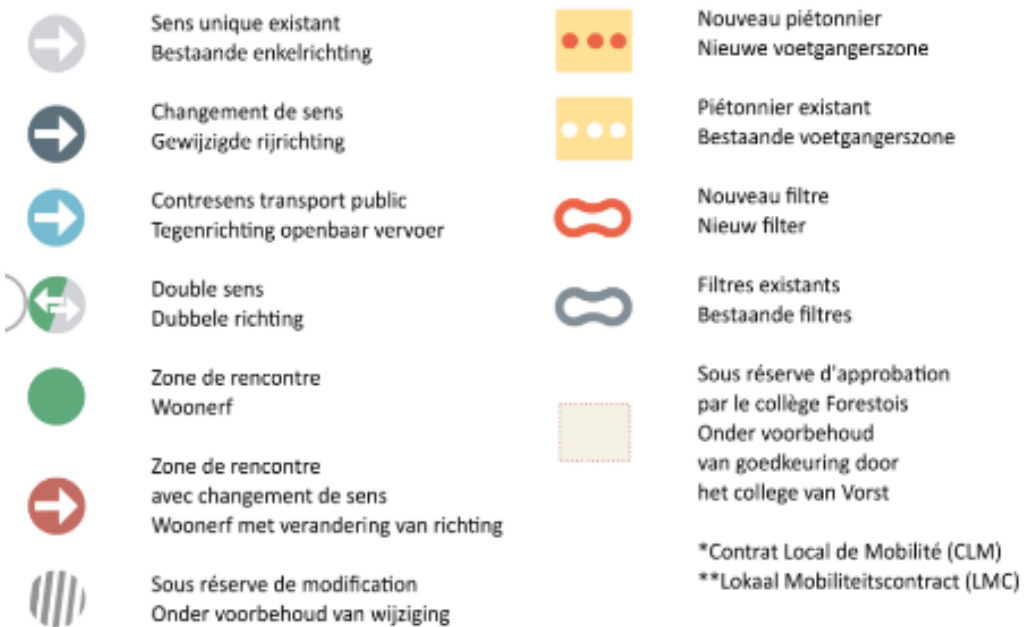 Sens unique existant
Bestaande enkelrichting
Changement de sens
Gewijzigde rijrichting
Contresens transport public
Tegenrichting openbaar vervoer
Double sens
Dubbele richting
Zone de rencontre
Woonerf
Zone de rencontre
avec changement de sens
Woonerf met verandering van richting
Sous réserve de modification
Onder voorbehoud van wijziging
Nouveau piétonnier
Nieuwe voetgangerszone
Piétonnier existant
Bestaande voetgangerszone
Nouveau filtre
Nieuw filter
Filtres existants
Bestaande filtres
Sous réserve d'approbation
par le collège Forestois
Onder voorbehoud
van goedkeuring door
het college van Vorst
*Contrat Local de Mobilité (CLM)
**Lokaal Mobiliteitscontract (LMC)